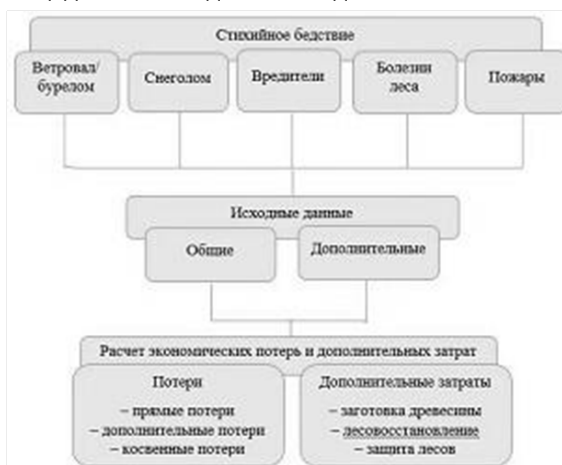 Стихийное бедствие
Ветровал/
бурелом
Снеголом
Вредители
Болезни
леса
Пожары
Исходные данные
Общие
Дополнительные
Расчет экономических потерь и дополнительных затрат
Потери
– прямые потери
– дополнительные потери
– косвенные потери
Дополнительные затраты
– заготовка древесины
– лесовосстановление
– защита лесов